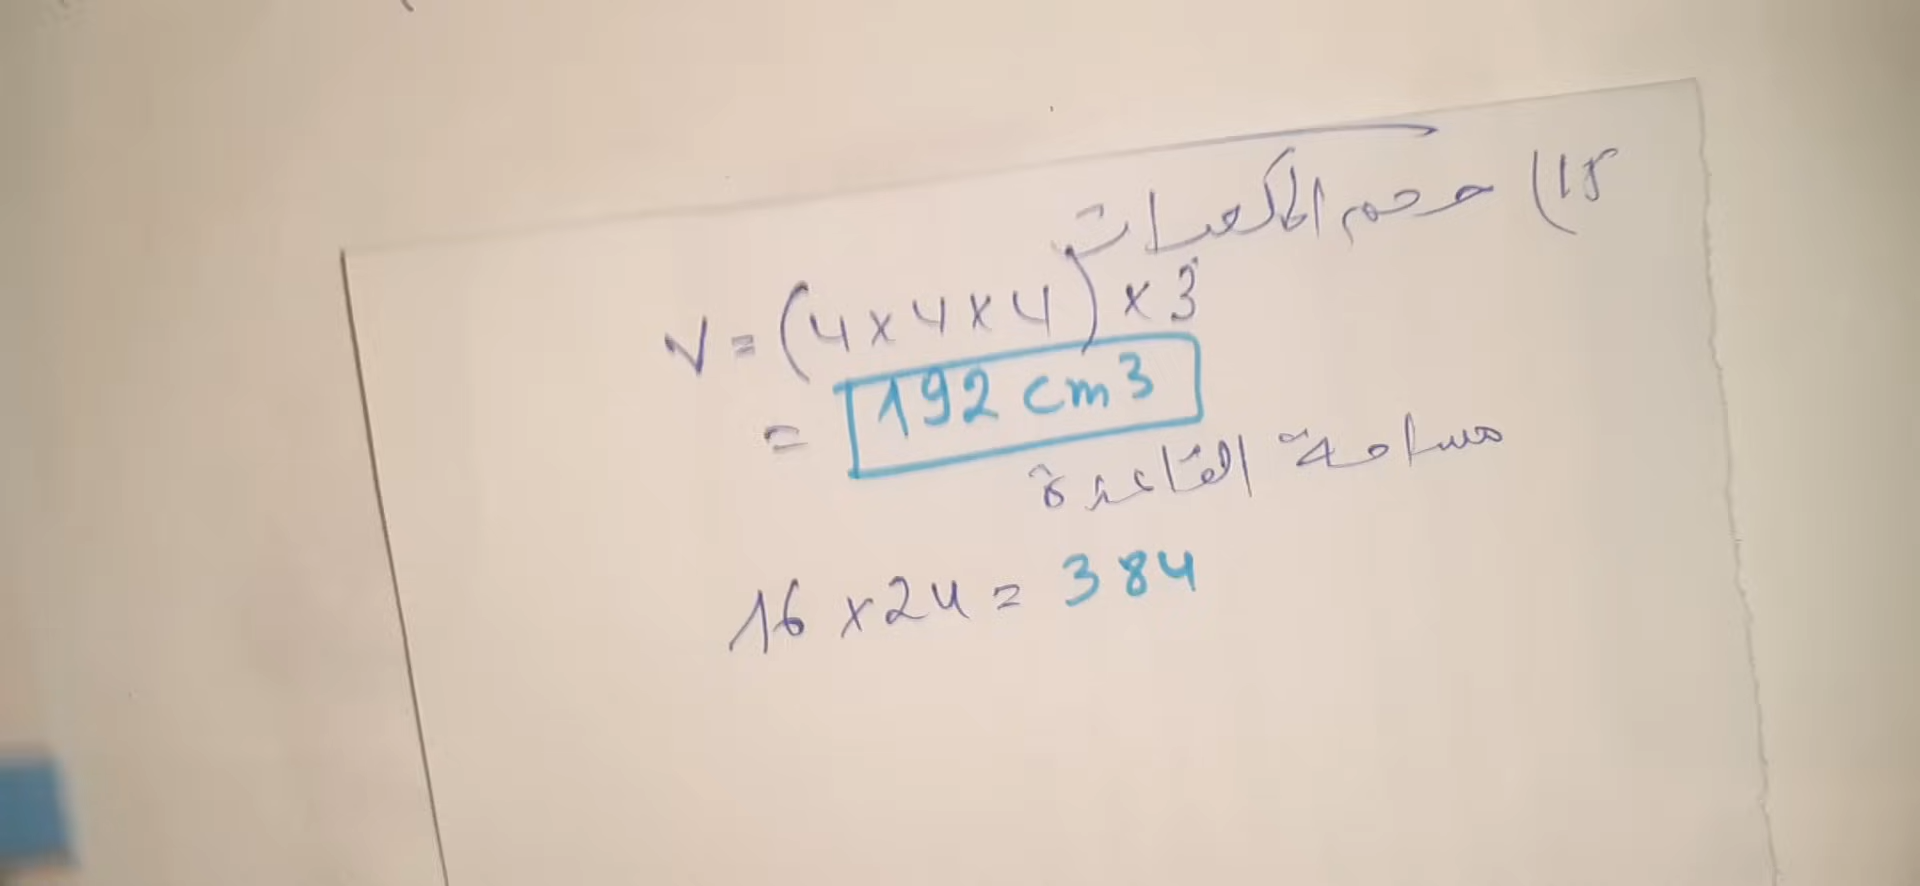 15) حجم المكعبات
V = (4 x 4 x 4) x 3
= 192 cm3
مساحة القاعدة
16 x 24 = 384